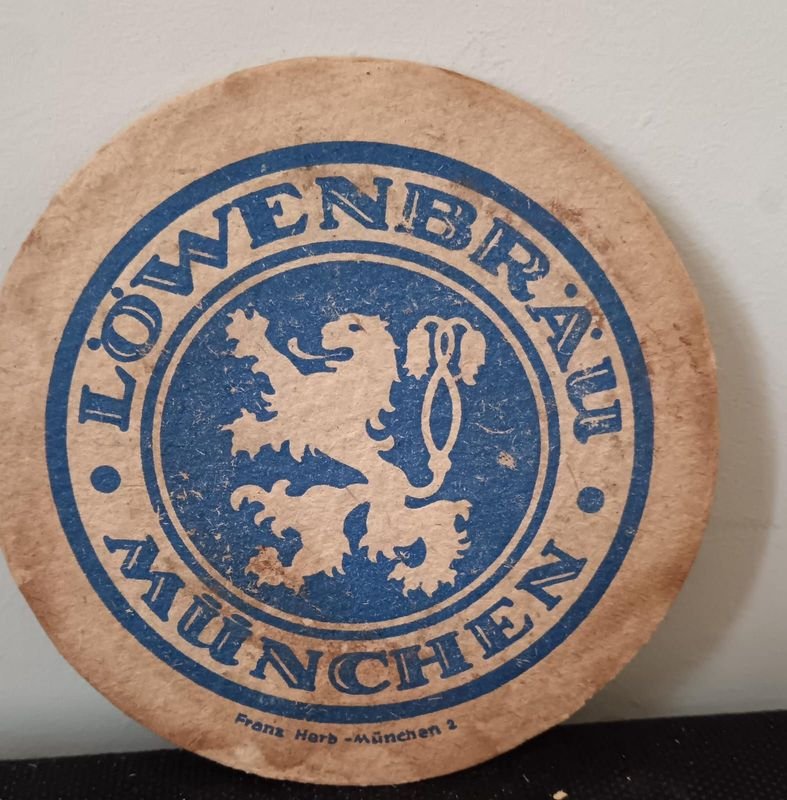 LÖWENBRÄU
MÜNCHEN
Franz Herb - München 2